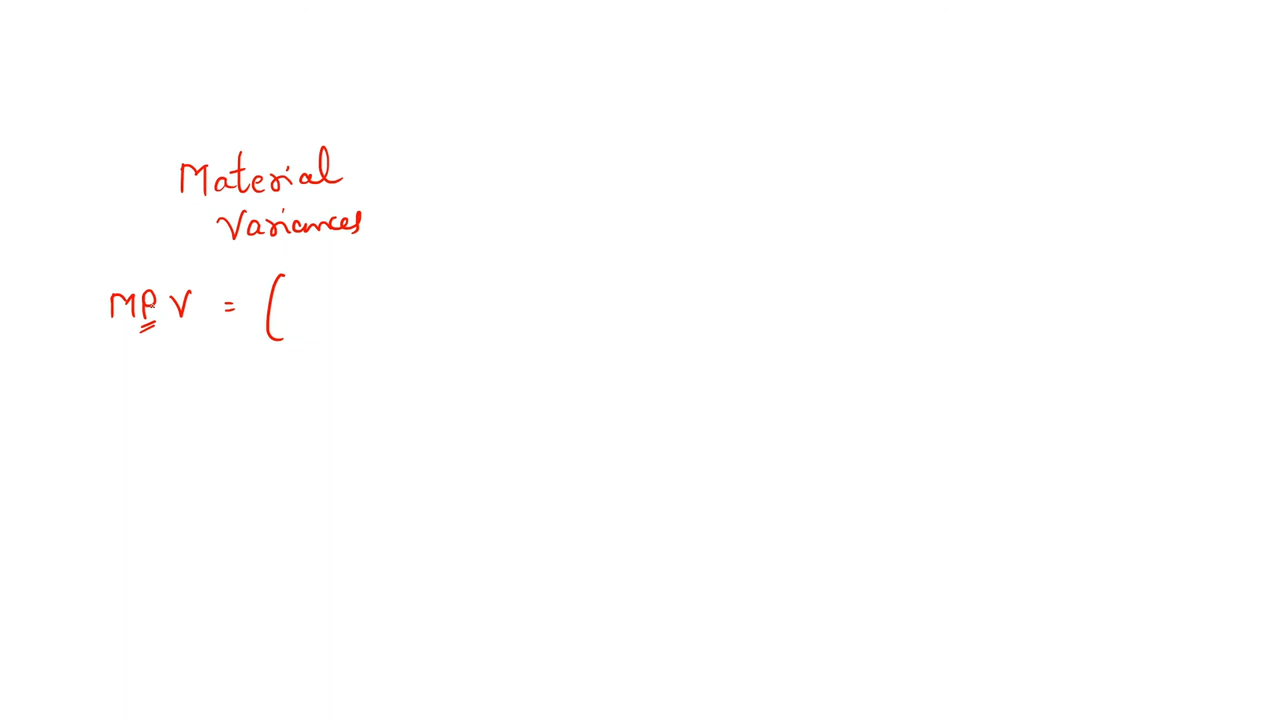 Material
Variances
MPV = (